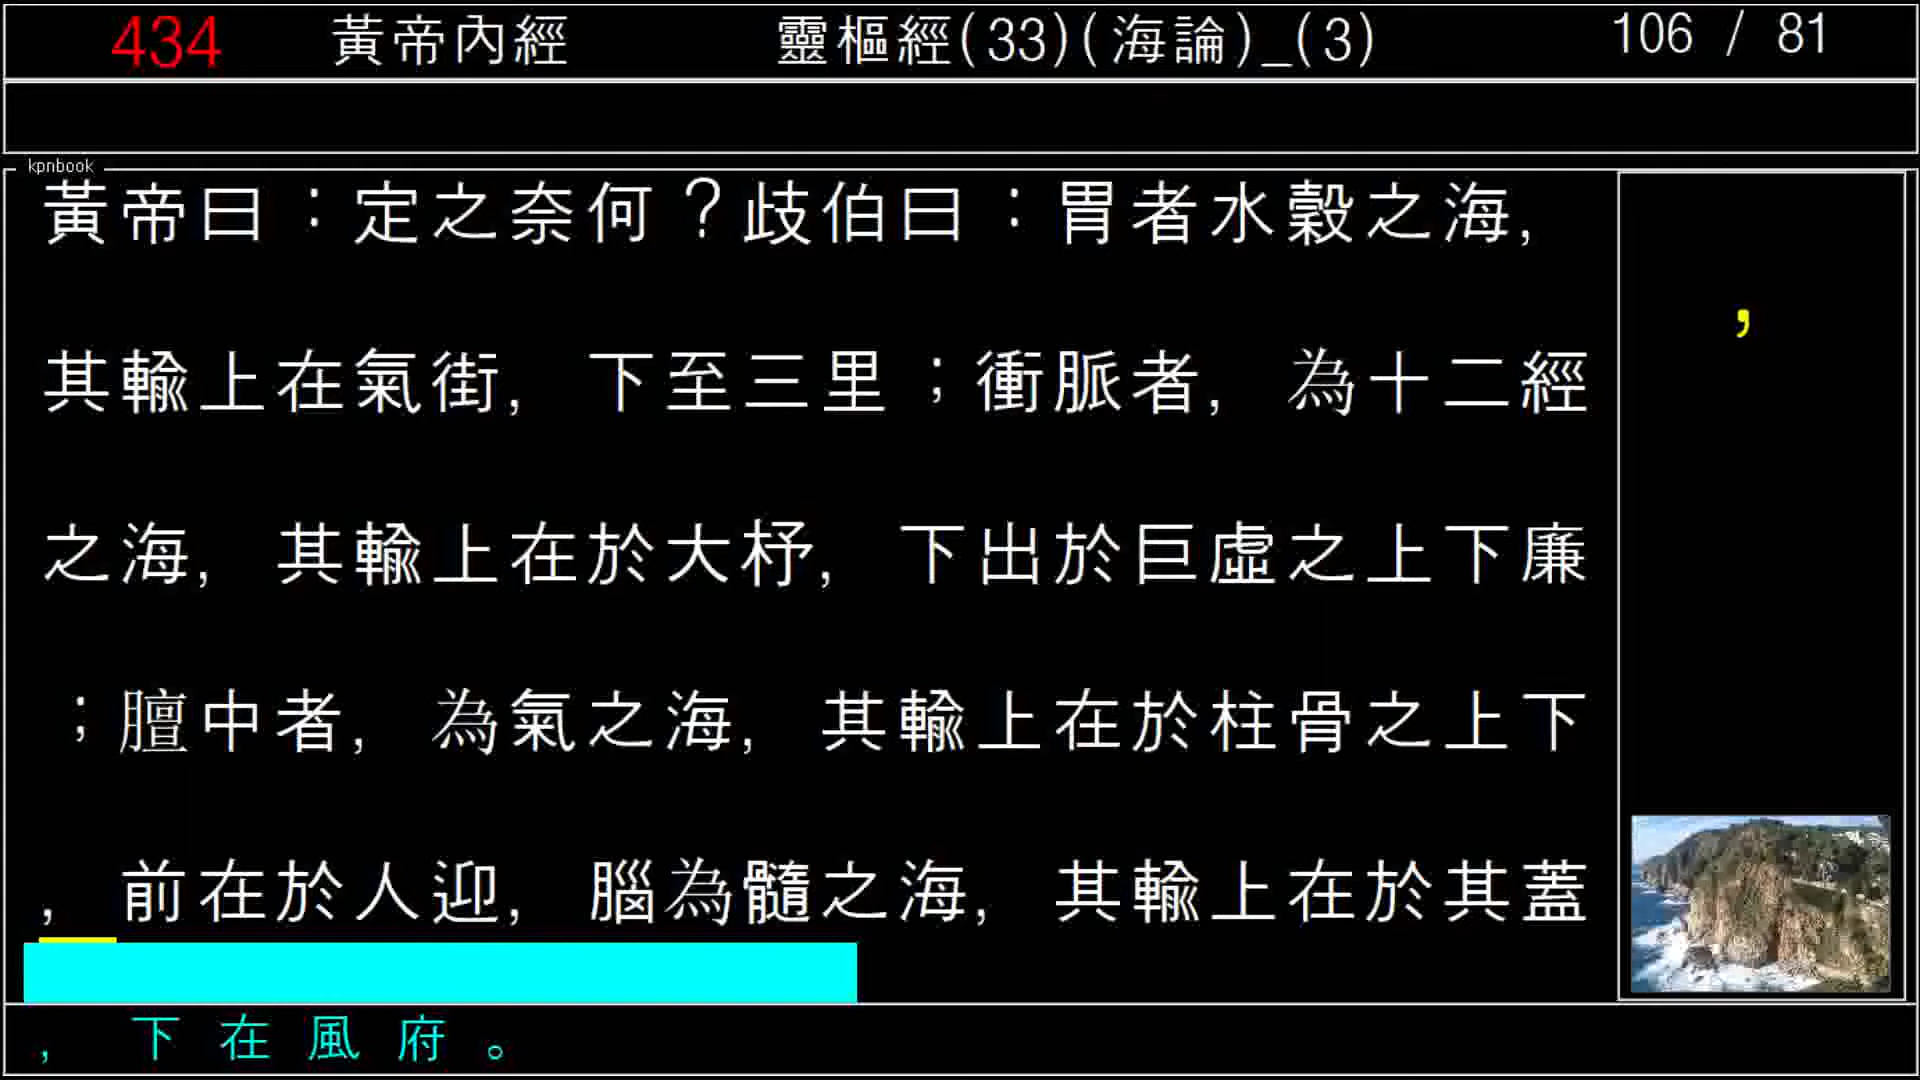 434 黃帝內經 靈樞經(33)(海論)_(3) 106 / 81
kpnbook
黃帝曰：定之奈何？歧伯曰：胃者水穀之海,
其輸上在氣街, 下至三里；衝脈者, 為十二經
之海, 其輸上在於大杼, 下出於巨虛之上下廉
；膻中者, 為氣之海, 其輸上在於柱骨之上下
, 前在於人迎, 腦為髓之海, 其輸上在於其蓋
, 下在風府。
,